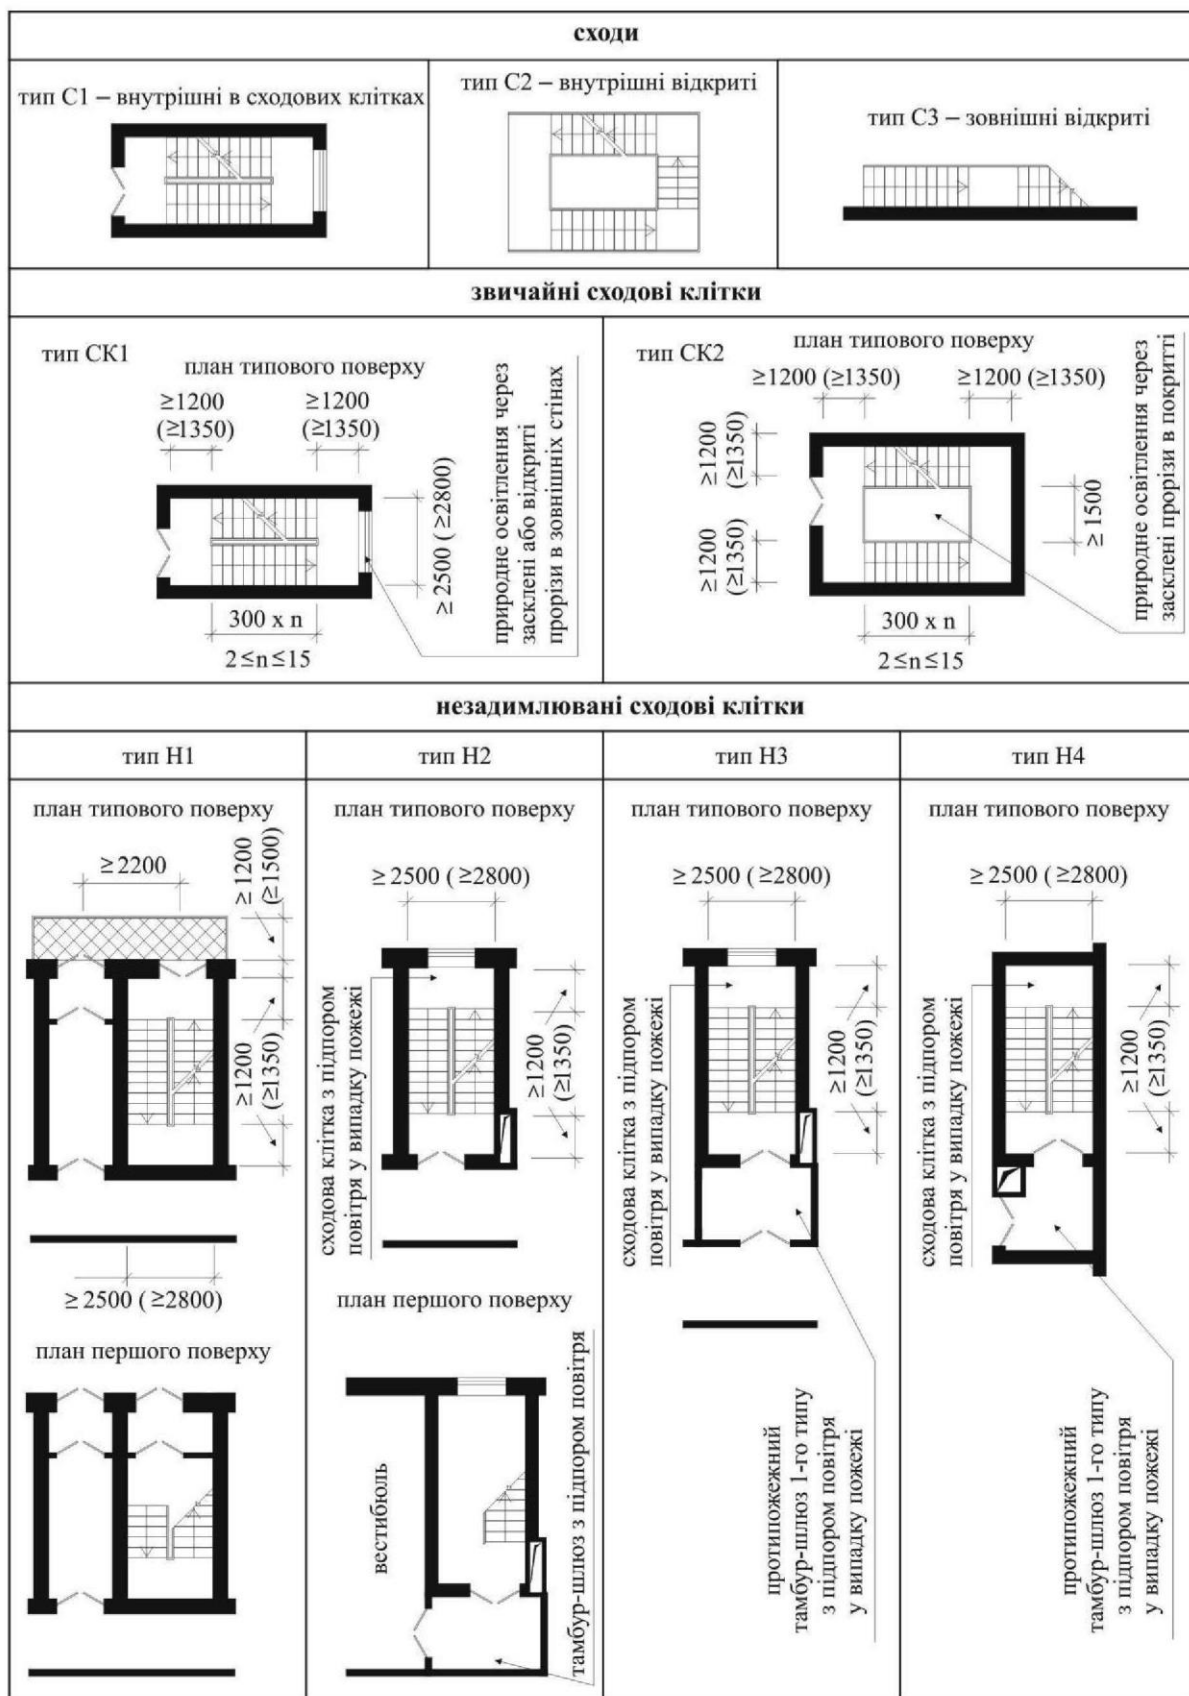 сходи
тип С1 – внутрішні в сходових клітках
тип С2 – внутрішні відкриті
тип С3 – зовнішні відкриті
звичайні сходові клітки
тип СК1
план типового поверху
≥1200
(≥1350)
≥1200
(≥1350)
≥2500 (≥2800)
300 x n
2≤n≤15
природне освітлення через
засклені або відкриті
прорізи в зовнішніх стінах
тип СК2
план типового поверху
≥1200 (≥1350)
≥1200 (≥1350)
≥1200
(≥1350)
≥1200
(≥1350)
≥1500
300 x n
2≤n≤15
природне освітлення через
засклені прорізи в покритті
незадимлювані сходові клітки
тип Н1
тип Н2
тип Н3
тип Н4
план типового поверху
≥2200
≥1200
(≥1500)
≥1200
(≥1350)
≥2500 (≥2800)
план першого поверху
план типового поверху
≥2500 (≥2800)
сходова клітка з підпором
повітря у випадку пожежі
≥1200
(≥1350)
план першого поверху
вестибюль
тамбур-шлюз з підпором повітря
план типового поверху
≥2500 (≥2800)
сходова клітка з підпором
повітря у випадку пожежі
≥1200
(≥1350)
протипожежний
тамбур-шлюз 1-го типу
з підпором повітря
у випадку пожежі
план типового поверху
≥2500 (≥2800)
сходова клітка з підпором
повітря у випадку пожежі
≥1200
(≥1350)
протипожежний
тамбур-шлюз 1-го типу
з підпором повітря
у випадку пожежі